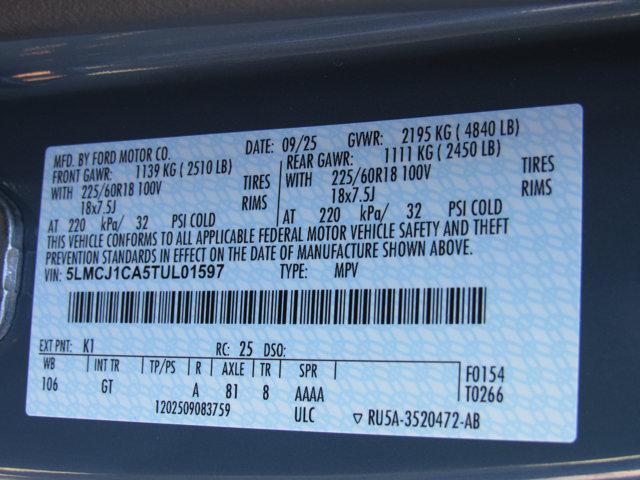 MFD. BY FORD MOTOR CO.
DATE: 09/25 GVWR: 2195 KG ( 4840 LB)
FRONT GAWR: 1139 KG ( 2510 LB) REAR GAWR: 1111 KG ( 2450 LB)
WITH 225/60R18 100V TIRES WITH 225/60R18 100V TIRES
18x7.5J RIMS 18x7.5J RIMS
AT 220 kPa/ 32 PSI COLD AT 220 kPa/ 32 PSI COLD
THIS VEHICLE CONFORMS TO ALL APPLICABLE FEDERAL MOTOR VEHICLE SAFETY AND THEFT
PREVENTION STANDARDS IN EFFECT ON THE DATE OF MANUFACTURE SHOWN ABOVE.
VIN: 5LMCJ1CA5TUL01597 TYPE: MPV
EXT PNT: K1 RC: 25 DSO:
WB INT TR TP/PS R AXLE TR SPR F0154
106 GT A 81 8 AAAA T0266
1202509083759 ULC ▽ RU5A-3520472-AB